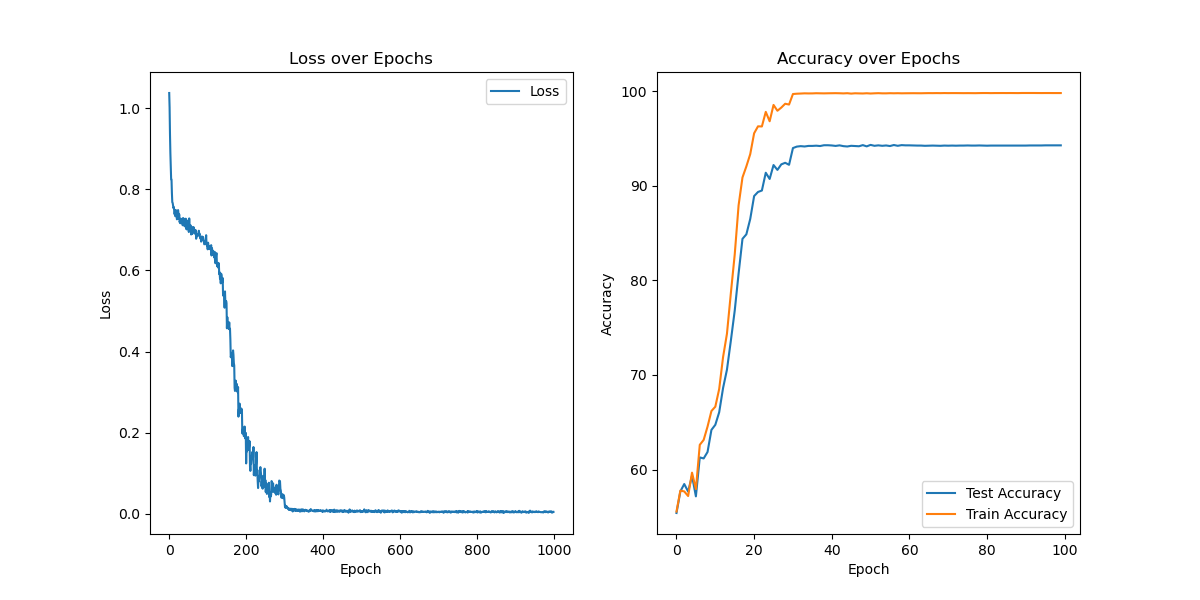 Loss over Epochs
Loss
1.0
0.8
0.6
0.4
0.2
0.0
Loss
0 200 400 600 800 1000
Epoch
Accuracy over Epochs
100
90
80
70
60
Accuracy
Test Accuracy
Train Accuracy
0 20 40 60 80 100
Epoch